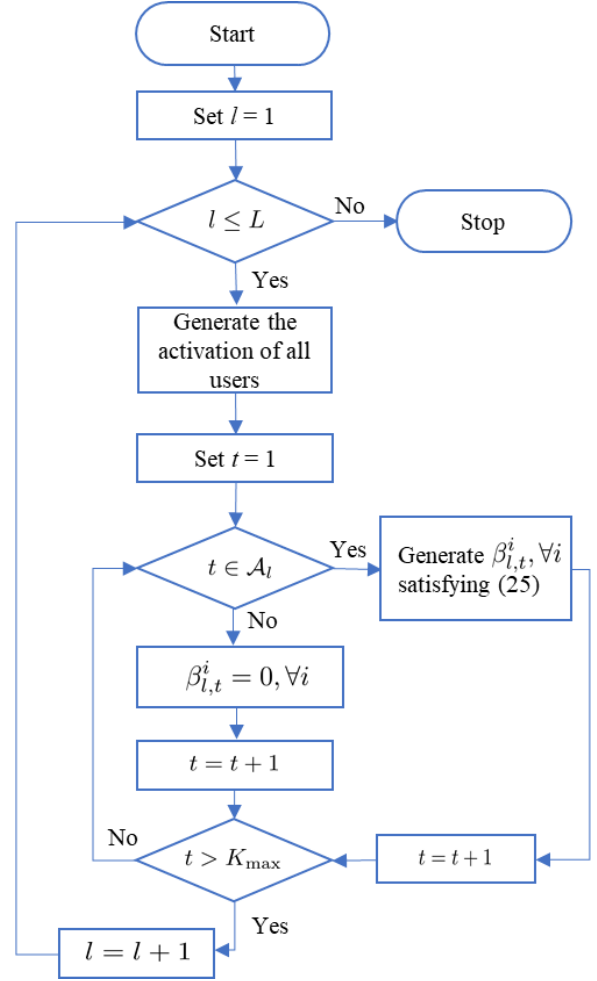 Start
Set l = 1
l ≤ L
No
Stop
Yes
Generate the
activation of all
users
Set t = 1
t ∈ 𝒜_l
Yes
Generate β^i_{l,t}, ∀i
satisfying (25)
No
β^i_{l,t} = 0, ∀i
t = t + 1
No
t > K_max
t = t + 1
Yes
l = l + 1